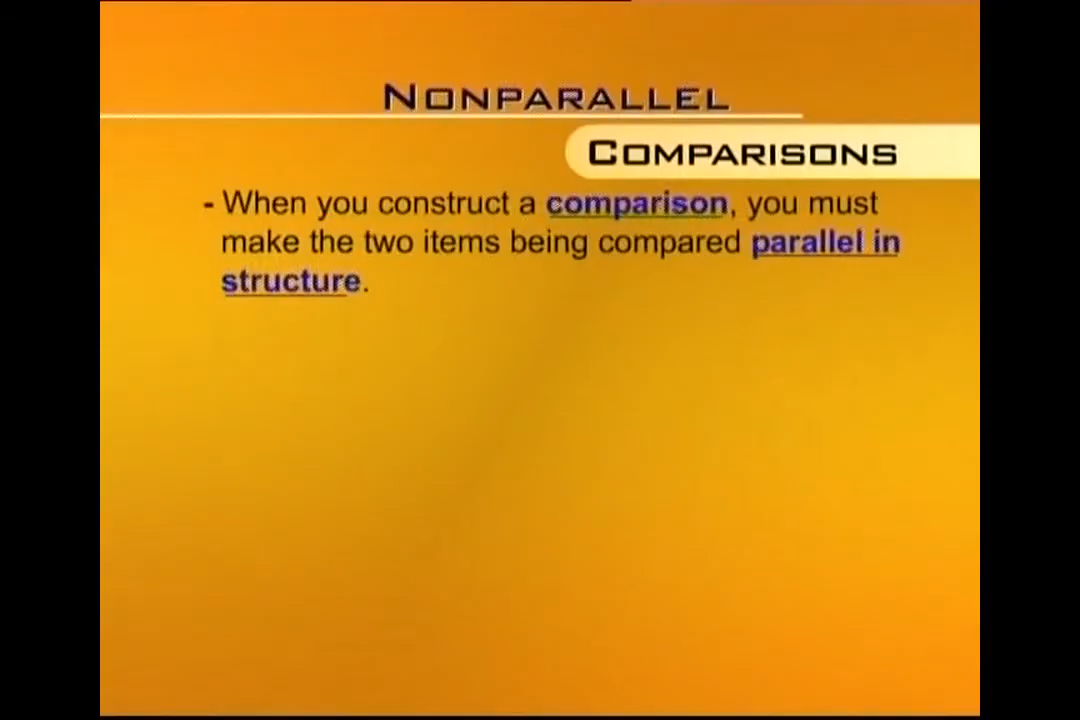 NONPARALLEL
COMPARISONS
- When you construct a comparison, you must
make the two items being compared parallel in
structure.